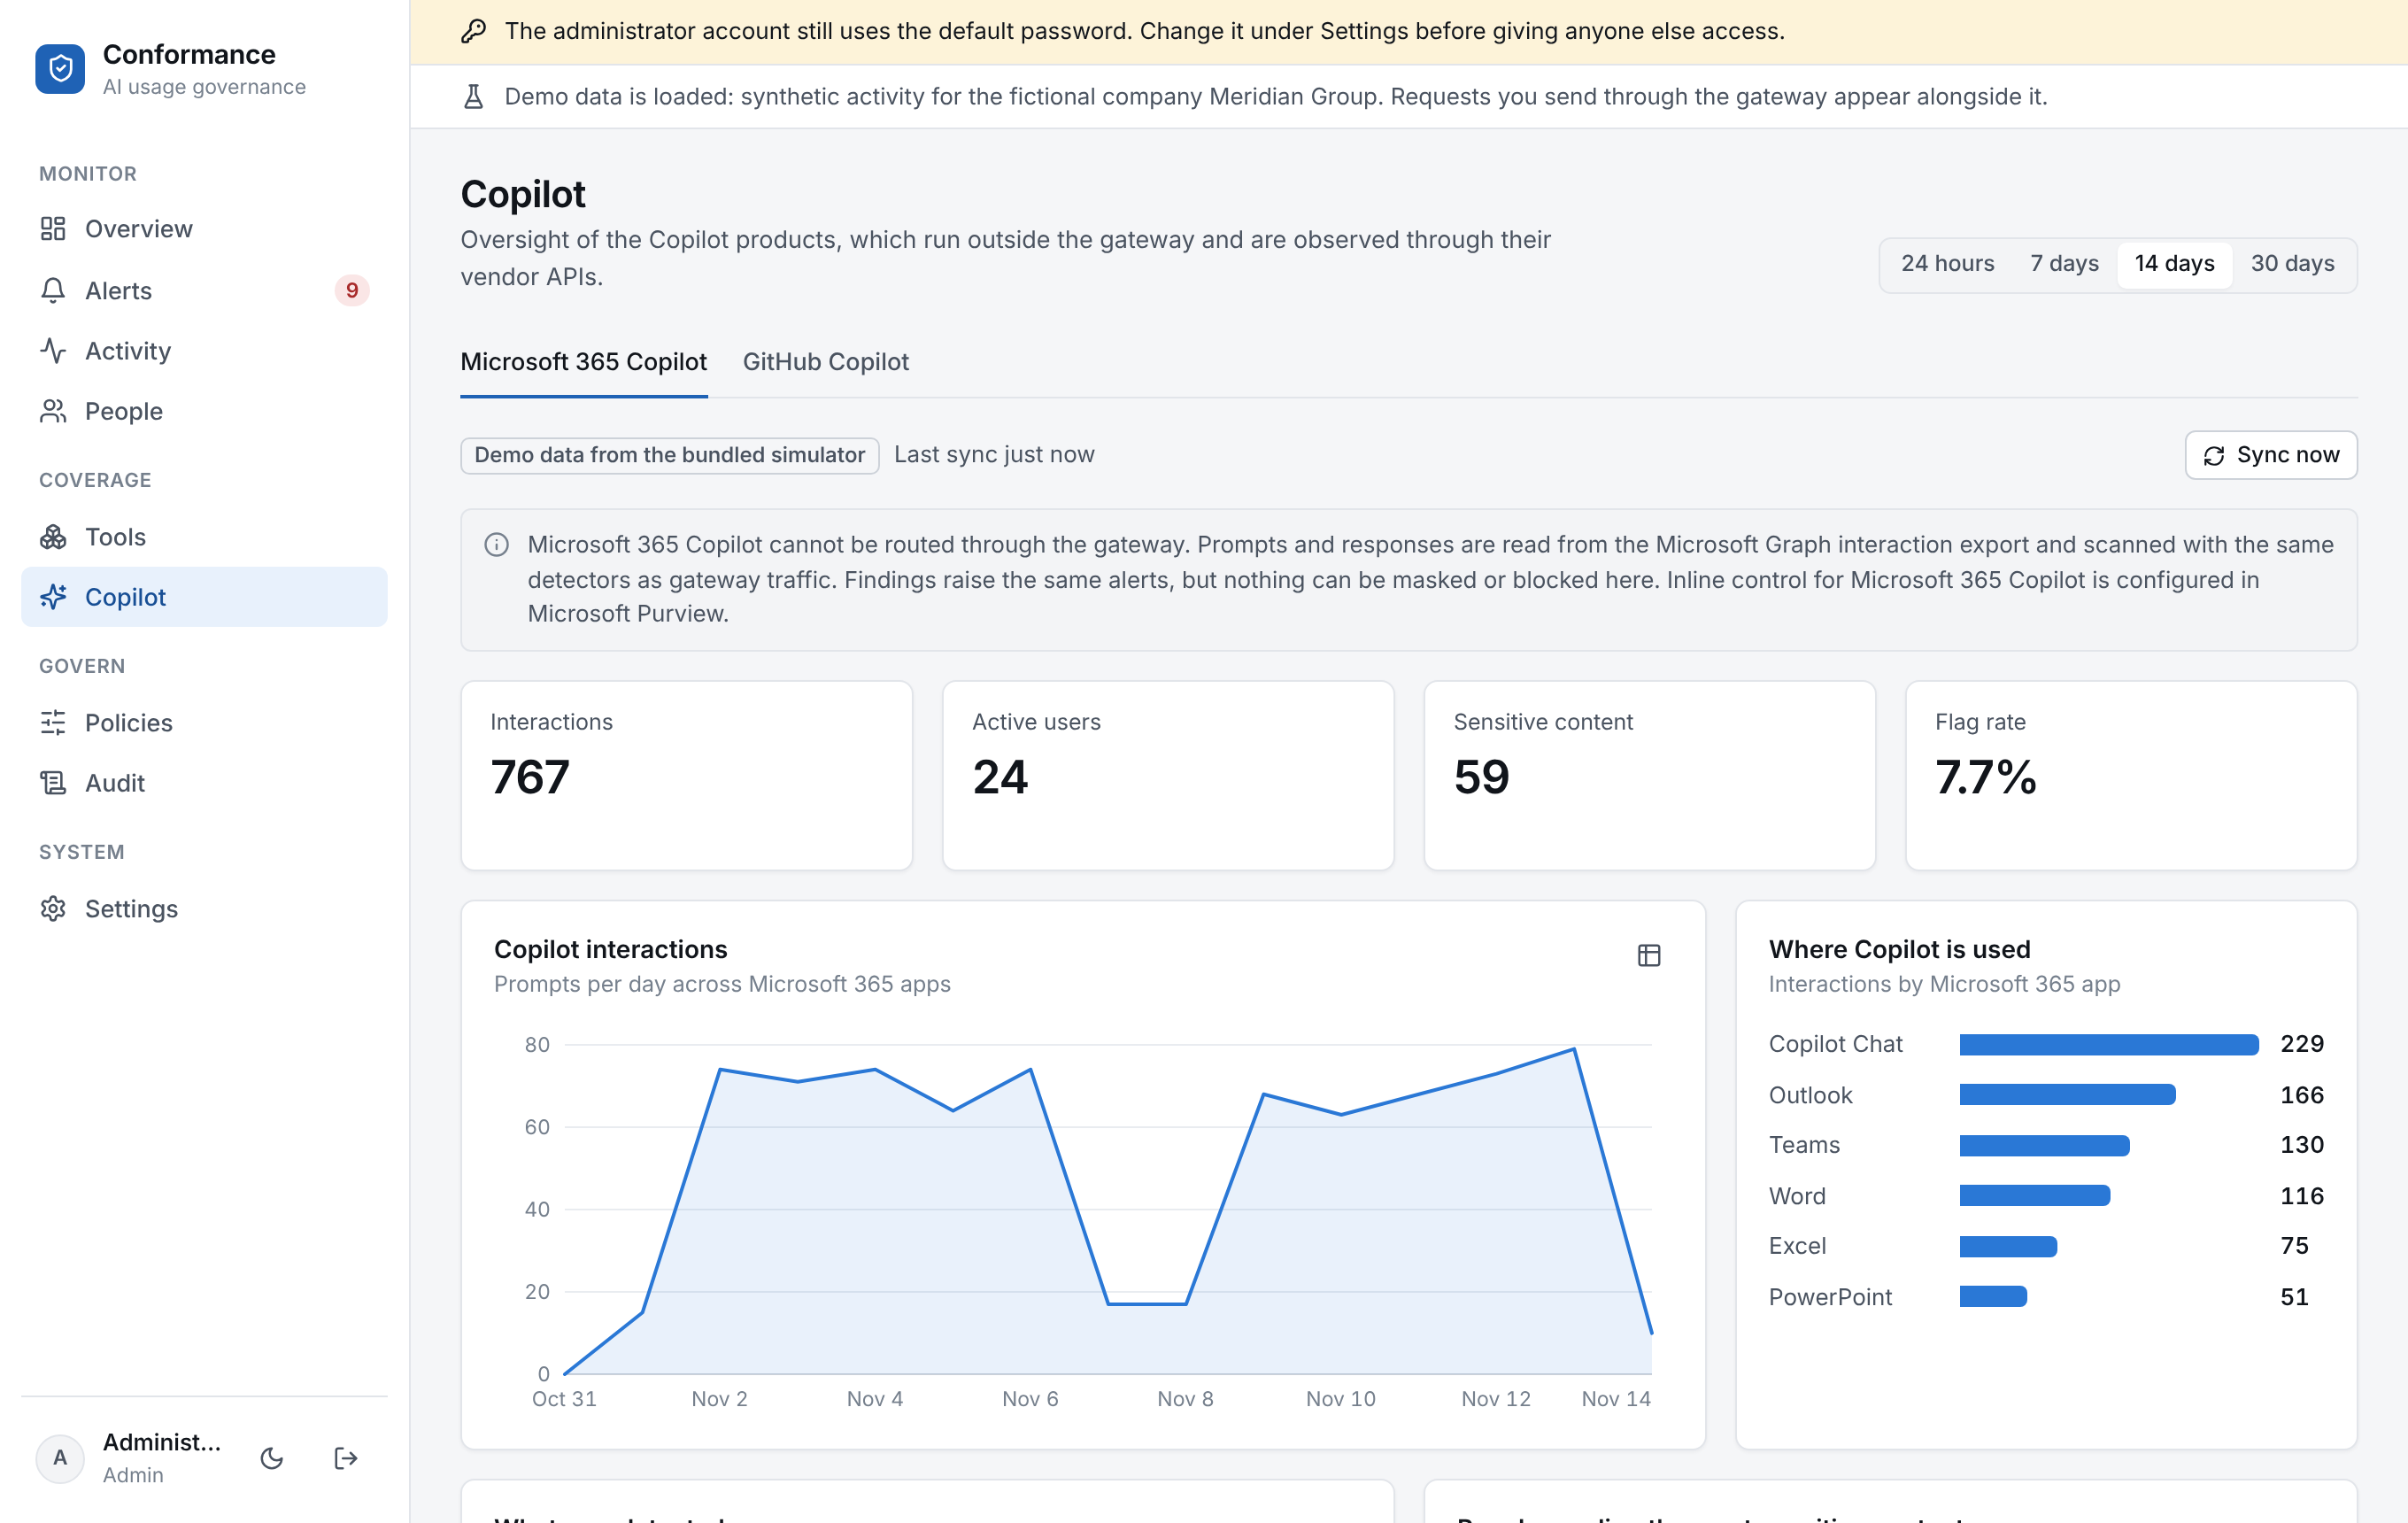 Conformance
AI usage governance
MONITOR
Overview
Alerts
9
Activity
People
COVERAGE
Tools
Copilot
GOVERN
Policies
Audit
SYSTEM
Settings
A
Administ...
Admin
The administrator account still uses the default password. Change it under Settings before giving anyone else access.
Demo data is loaded: synthetic activity for the fictional company Meridian Group. Requests you send through the gateway appear alongside it.
Copilot
Oversight of the Copilot products, which run outside the gateway and are observed through their
vendor APIs.
24 hours
7 days
14 days
30 days
Microsoft 365 Copilot
GitHub Copilot
Demo data from the bundled simulator
Last sync just now
Sync now
Microsoft 365 Copilot cannot be routed through the gateway. Prompts and responses are read from the Microsoft Graph interaction export and scanned with the same
detectors as gateway traffic. Findings raise the same alerts, but nothing can be masked or blocked here. Inline control for Microsoft 365 Copilot is configured in
Microsoft Purview.
Interactions
767
Active users
24
Sensitive content
59
Flag rate
7.7%
Copilot interactions
Prompts per day across Microsoft 365 apps
80
60
40
20
0
Oct 31
Nov 2
Nov 4
Nov 6
Nov 8
Nov 10
Nov 12
Nov 14
Where Copilot is used
Interactions by Microsoft 365 app
Copilot Chat 229
Outlook 166
Teams 130
Word 116
Excel 75
PowerPoint 51